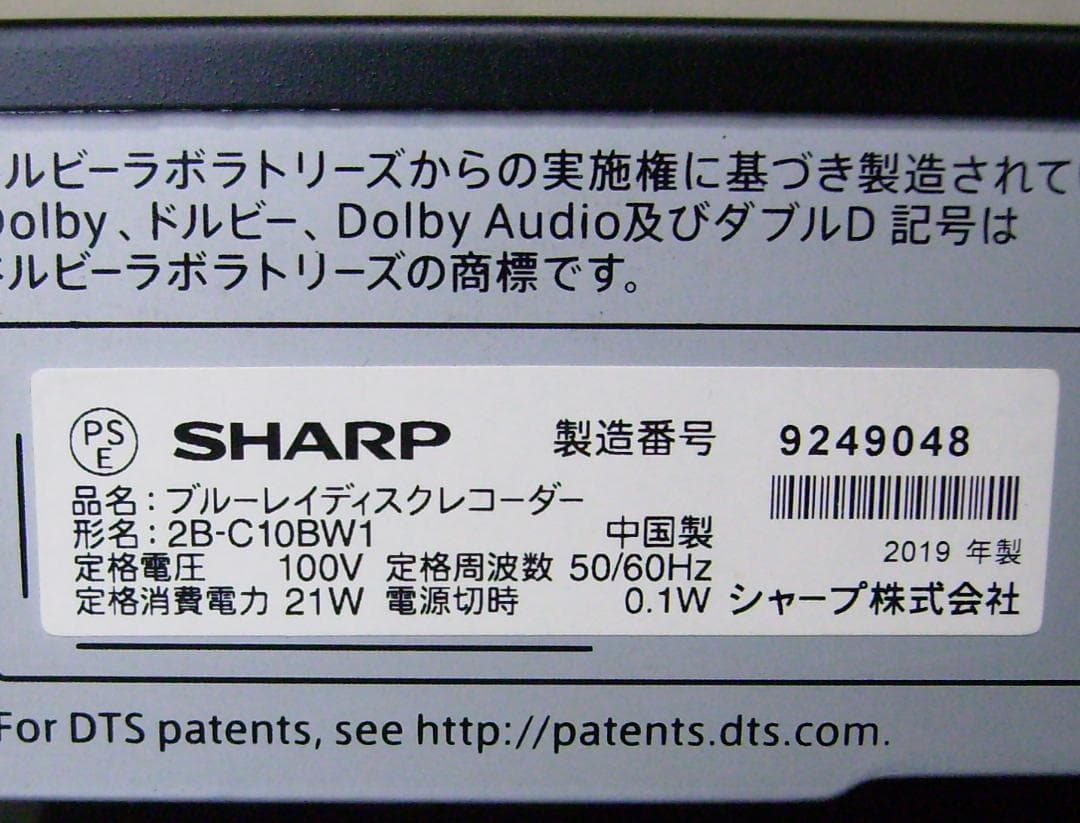 ルビーラボラトリーズからの実施権に基づき製造されて
Dolby、ドルビー、Dolby Audio及びダブルD 記号は
ドルビーラボラトリーズの商標です。
PS
E
SHARP 製造番号 9249048
品名：ブルーレイディスクレコーダー
形名：2B-C10BW1 中国製
2019 年製
定格電圧 100V 定格周波数 50/60Hz
定格消費電力 21W 電源切時 0.1W シャープ株式会社
For DTS patents, see http://patents.dts.com.